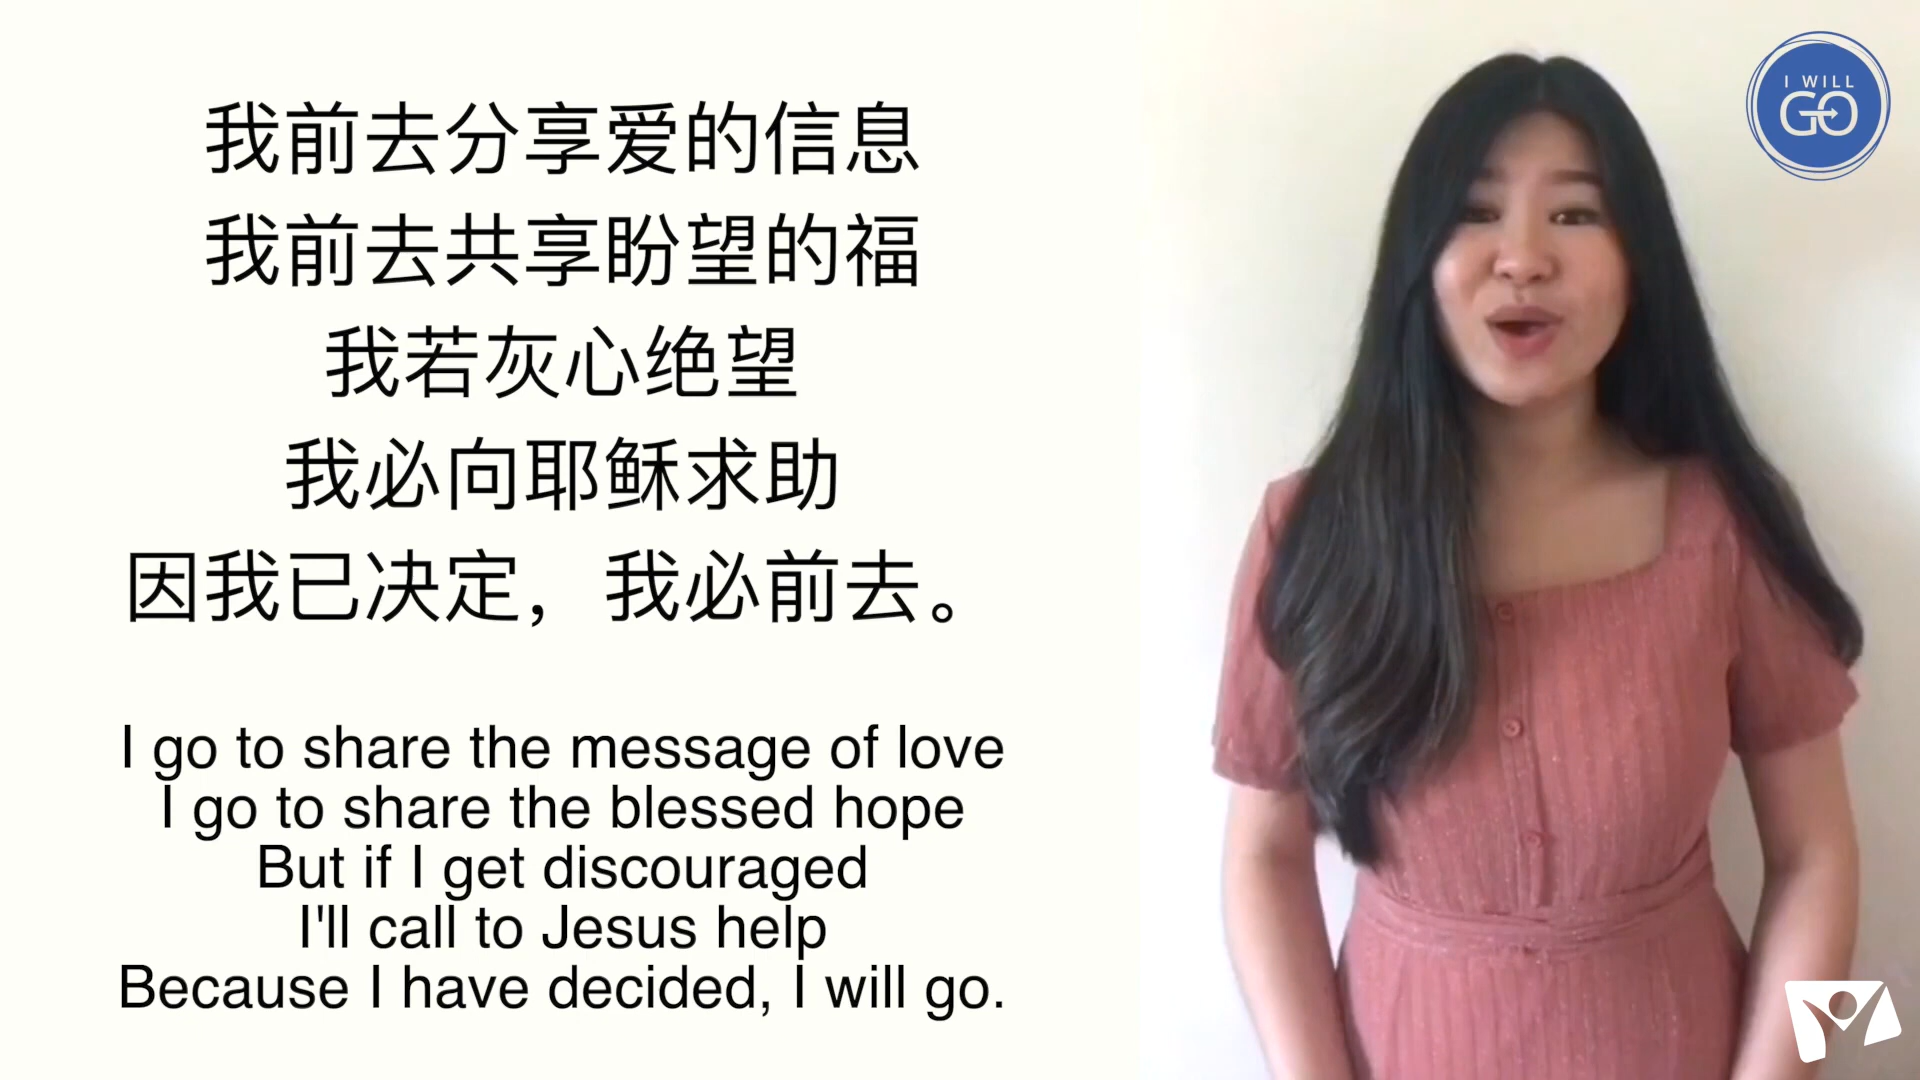 我前去分享爱的信息
我前去共享盼望的福
我若灰心绝望
我必向耶稣求助
因我已决定，我必前去。
I go to share the message of love
I go to share the blessed hope
But if I get discouraged
I'll call to Jesus help
Because I have decided, I will go.
I WILL
GO